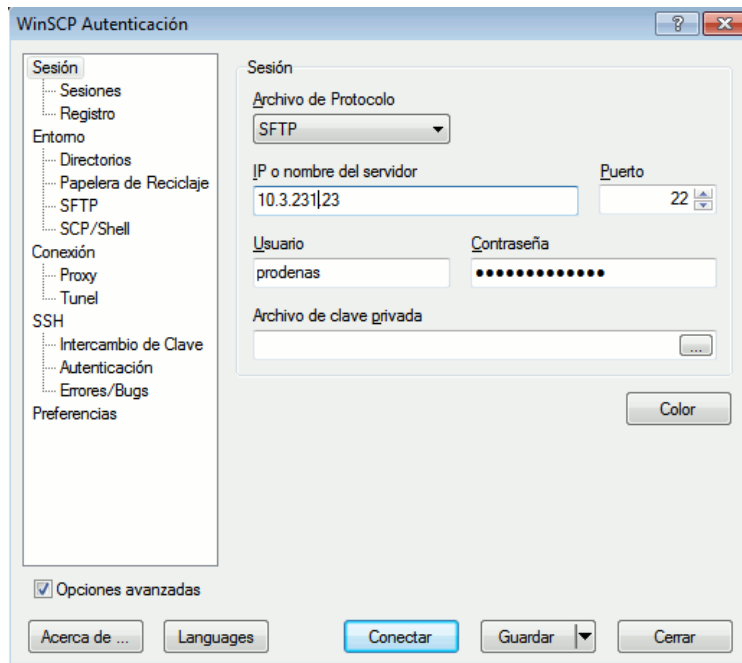 WinSCP Autenticación
Sesión
Sesiones
Registro
Entorno
Directorios
Papelera de Reciclaje
SFTP
SCP/Shell
Conexión
Proxy
Tunel
SSH
Intercambio de Clave
Autenticación
Errores/Bugs
Preferencias
Sesión
Archivo de Protocolo
SFTP
IP o nombre del servidor
Puerto
10.3.231.23
22
Usuario
Contraseña
prodenas
•••••••••••••
Archivo de clave privada
...
Color
Opciones avanzadas
Acerca de ...
Languages
Conectar
Guardar
Cerrar